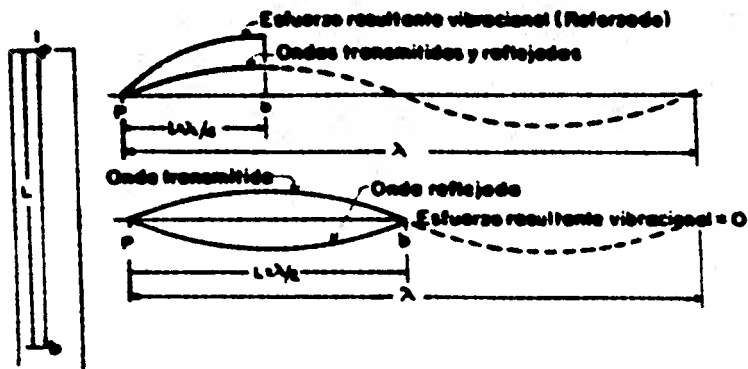 Esfuerzo resultante vibracional (Reforzado)
Ondas transmitidas y reflejadas
P
L=λ/4
λ
Onda transmitida
Onda reflejada
Esfuerzo resultante vibracional = 0
P
b
L=λ/2
λ
L
b